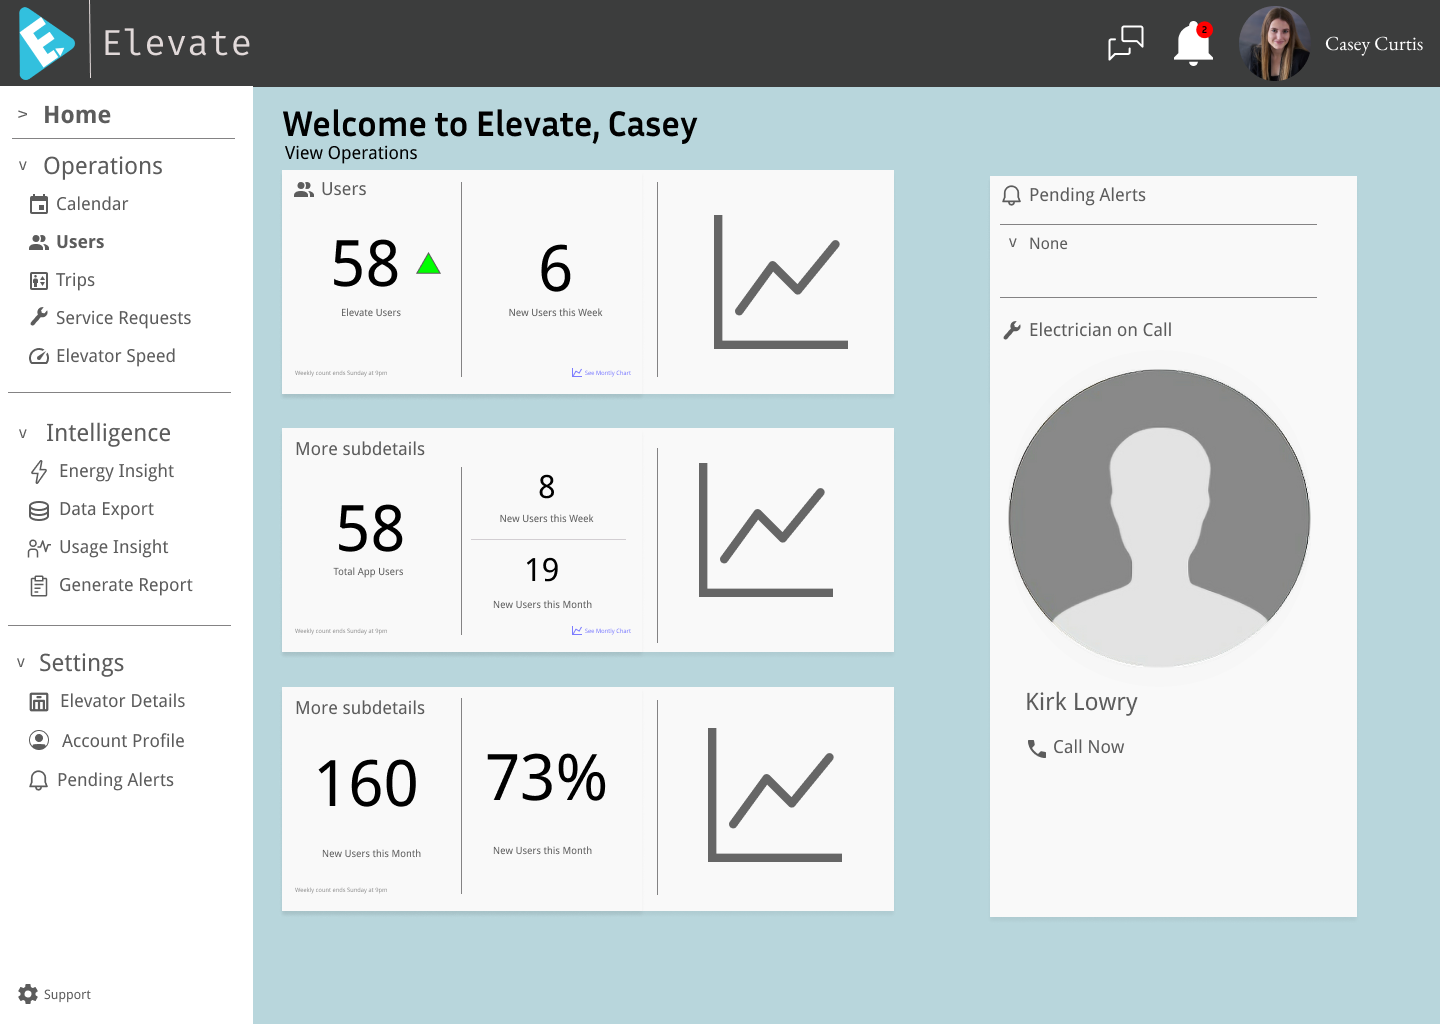 Elevate
2
Casey Curtis
> Home
v Operations
Calendar
Users
Trips
Service Requests
Elevator Speed
v Intelligence
Energy Insight
Data Export
Usage Insight
Generate Report
v Settings
Elevator Details
Account Profile
Pending Alerts
Support
Welcome to Elevate, Casey
View Operations
Users
58
Elevate Users
6
New Users this Week
Weekly count ends Sunday at 9pm
See Montly Chart
More subdetails
58
Total App Users
8
New Users this Week
19
New Users this Month
Weekly count ends Sunday at 9pm
See Montly Chart
More subdetails
160
New Users this Month
73%
New Users this Month
Weekly count ends Sunday at 9pm
Pending Alerts
v None
Electrician on Call
Kirk Lowry
Call Now